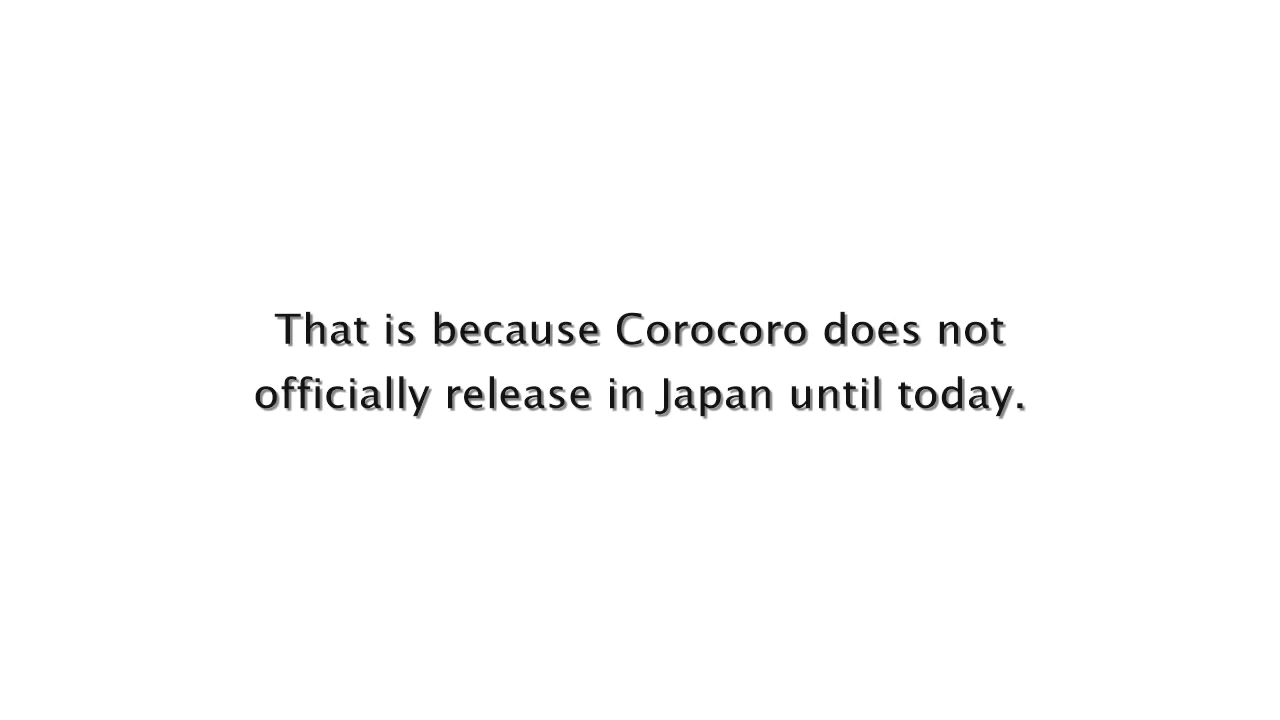 That is because Corocoro does not
officially release in Japan until today.